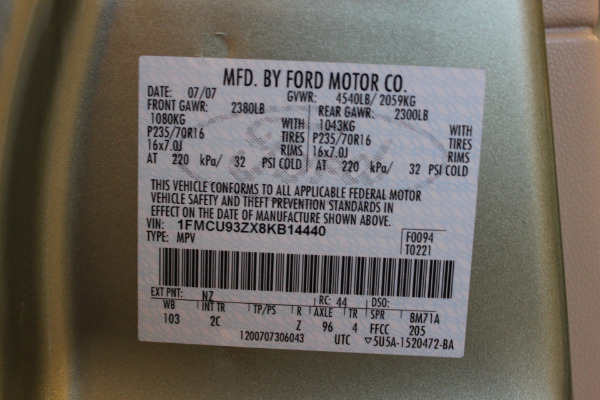 MFD. BY FORD MOTOR CO.
DATE: 07/07 GVWR: 4540LB/ 2059KG
FRONT GAWR: 2380LB REAR GAWR: 2300LB
1080KG WITH 1043KG WITH
P235/70R16 TIRES P235/70R16 TIRES
16x7.0J RIMS 16x7.0J RIMS
AT 220 kPa/ 32 PSI COLD AT 220 kPa/ 32 PSI COLD
THIS VEHICLE CONFORMS TO ALL APPLICABLE FEDERAL MOTOR
VEHICLE SAFETY AND THEFT PREVENTION STANDARDS IN
EFFECT ON THE DATE OF MANUFACTURE SHOWN ABOVE.
VIN: 1FMCU93ZX8KB14440 F0094
TYPE: MPV T0221
EXT PNT: NZ RC: 44 DSO:
WB INT TR TP/PS R AXLE TR SPR 8M71A
103 2C Z 96 4 FFCC 205
1200707306043 UTC ▽5U5A-1520472-BA